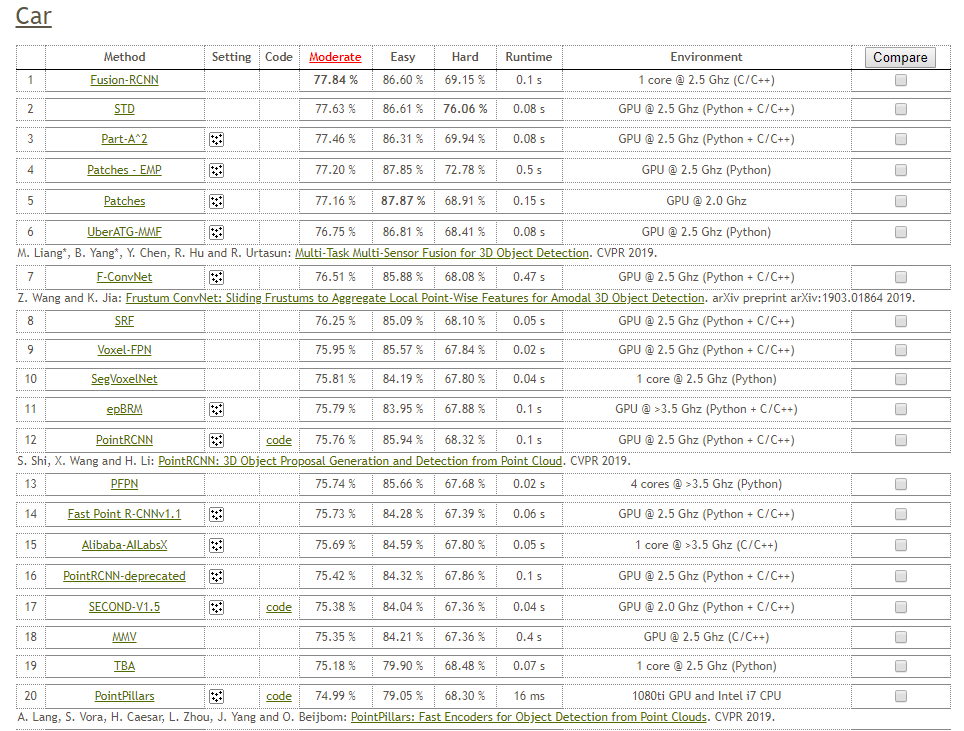 Car
Method Setting Code Moderate Easy Hard Runtime Environment Compare
1 Fusion-RCNN 77.84 % 86.60 % 69.15 % 0.1 s 1 core @ 2.5 Ghz (C/C++)
2 STD 77.63 % 86.61 % 76.06 % 0.08 s GPU @ 2.5 Ghz (Python + C/C++)
3 Part-A^2 77.46 % 86.31 % 69.94 % 0.08 s GPU @ 2.5 Ghz (Python + C/C++)
4 Patches - EMP 77.20 % 87.85 % 72.78 % 0.5 s GPU @ 2.5 Ghz (Python)
5 Patches 77.16 % 87.87 % 68.91 % 0.15 s GPU @ 2.0 Ghz
6 UberATG-MMF 76.75 % 86.81 % 68.41 % 0.08 s GPU @ 2.5 Ghz (Python)
M. Liang*, B. Yang*, Y. Chen, R. Hu and R. Urtasun: Multi-Task Multi-Sensor Fusion for 3D Object Detection. CVPR 2019.
7 F-ConvNet 76.51 % 85.88 % 68.08 % 0.47 s GPU @ 2.5 Ghz (Python + C/C++)
Z. Wang and K. Jia: Frustum ConvNet: Sliding Frustums to Aggregate Local Point-Wise Features for Amodal 3D Object Detection. arXiv preprint arXiv:1903.01864 2019.
8 SRF 76.25 % 85.09 % 68.10 % 0.05 s GPU @ 2.5 Ghz (Python + C/C++)
9 Voxel-FPN 75.95 % 85.57 % 67.84 % 0.02 s GPU @ 2.5 Ghz (Python + C/C++)
10 SegVoxelNet 75.81 % 84.19 % 67.80 % 0.04 s 1 core @ 2.5 Ghz (Python)
11 epBRM 75.79 % 83.95 % 67.88 % 0.1 s GPU @ >3.5 Ghz (Python + C/C++)
12 PointRCNN code 75.76 % 85.94 % 68.32 % 0.1 s GPU @ 2.5 Ghz (Python + C/C++)
S. Shi, X. Wang and H. Li: PointRCNN: 3D Object Proposal Generation and Detection from Point Cloud. CVPR 2019.
13 PFPN 75.74 % 85.66 % 67.68 % 0.02 s 4 cores @ >3.5 Ghz (Python)
14 Fast Point R-CNNv1.1 75.73 % 84.28 % 67.39 % 0.06 s GPU @ 2.5 Ghz (Python + C/C++)
15 Alibaba-AILabsX 75.69 % 84.59 % 67.80 % 0.05 s 1 core @ >3.5 Ghz (C/C++)
16 PointRCNN-deprecated 75.42 % 84.32 % 67.86 % 0.1 s GPU @ 2.5 Ghz (Python + C/C++)
17 SECOND-V1.5 code 75.38 % 84.04 % 67.36 % 0.04 s GPU @ 2.0 Ghz (Python + C/C++)
18 MMV 75.35 % 84.21 % 67.36 % 0.4 s GPU @ 2.5 Ghz (C/C++)
19 TBA 75.18 % 79.90 % 68.48 % 0.07 s 1 core @ 2.5 Ghz (Python)
20 PointPillars code 74.99 % 79.05 % 68.30 % 16 ms 1080ti GPU and Intel i7 CPU
A. Lang, S. Vora, H. Caesar, L. Zhou, J. Yang and O. Beijbom: PointPillars: Fast Encoders for Object Detection from Point Clouds. CVPR 2019.